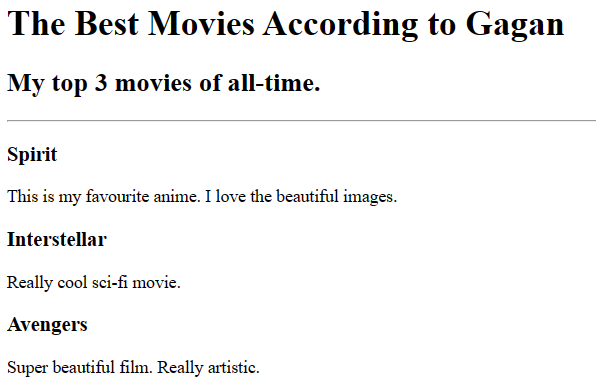 The Best Movies According to Gagan
My top 3 movies of all-time.
Spirit
This is my favourite anime. I love the beautiful images.
Interstellar
Really cool sci-fi movie.
Avengers
Super beautiful film. Really artistic.